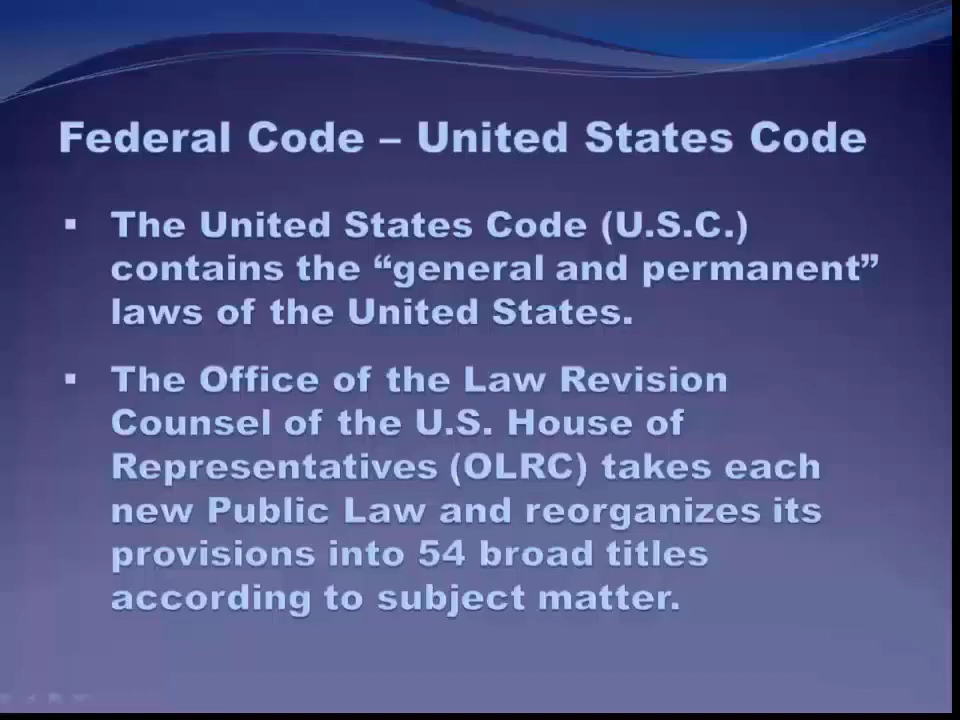 Federal Code – United States Code
▪ The United States Code (U.S.C.)
contains the “general and permanent”
laws of the United States.
▪ The Office of the Law Revision
Counsel of the U.S. House of
Representatives (OLRC) takes each
new Public Law and reorganizes its
provisions into 54 broad titles
according to subject matter.